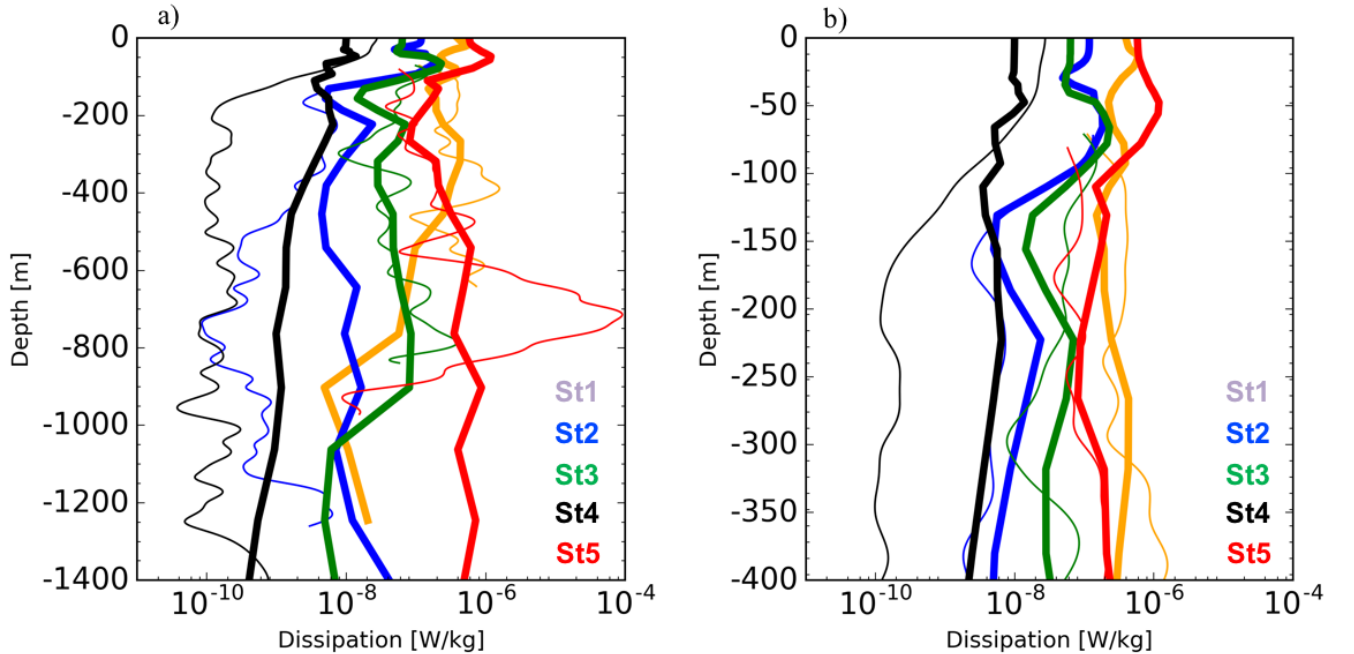 a)
0
-200
-400
-600
-800
-1000
-1200
-1400
Depth [m]
10-10
10-8
10-6
10-4
Dissipation [W/kg]
St1
St2
St3
St4
St5
b)
0
-50
-100
-150
-200
-250
-300
-350
-400
Depth [m]
10-10
10-8
10-6
10-4
Dissipation [W/kg]
St1
St2
St3
St4
St5